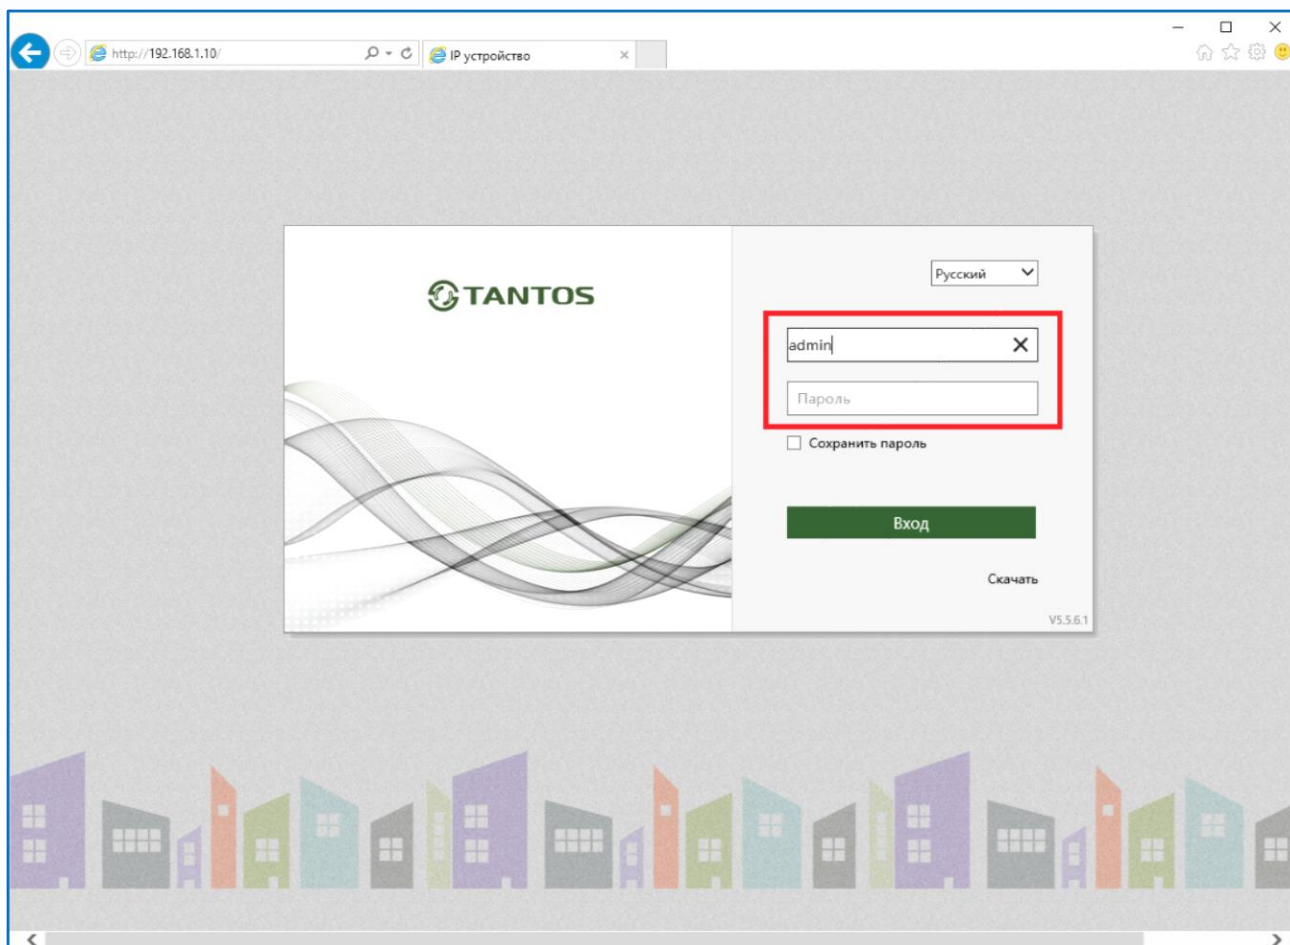 http://192.168.1.10/
IP устройство
TANTOS
Русский
admin
Пароль
Сохранить пароль
Вход
Скачать
V5.5.6.1